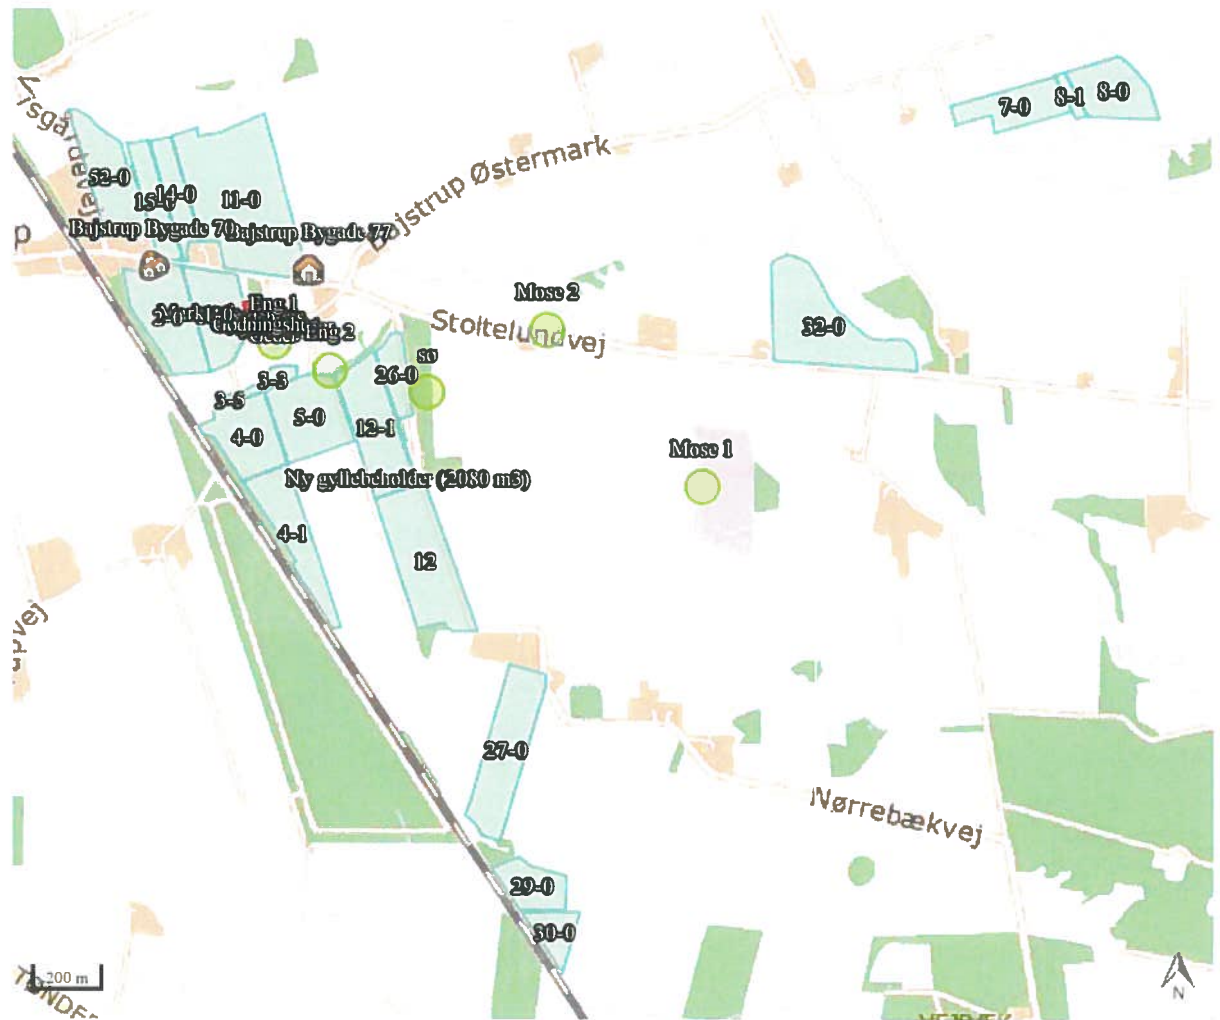 7-0
8-1
8-0
52-0
14-0
11-0
Bajstrup Østermark
Bajstrup Bygade 70
Bajstrup Bygade 77
p
Mose 2
Eng 1
Eng 2
Stoltelundvej
32-0
sø
3-3
26-0
3-5
5-0
12-1
4-0
Mose 1
Ny gyllebeholder (2080 m3)
4-1
12
27-0
Nørrebækvej
29-0
30-0
200 m
N